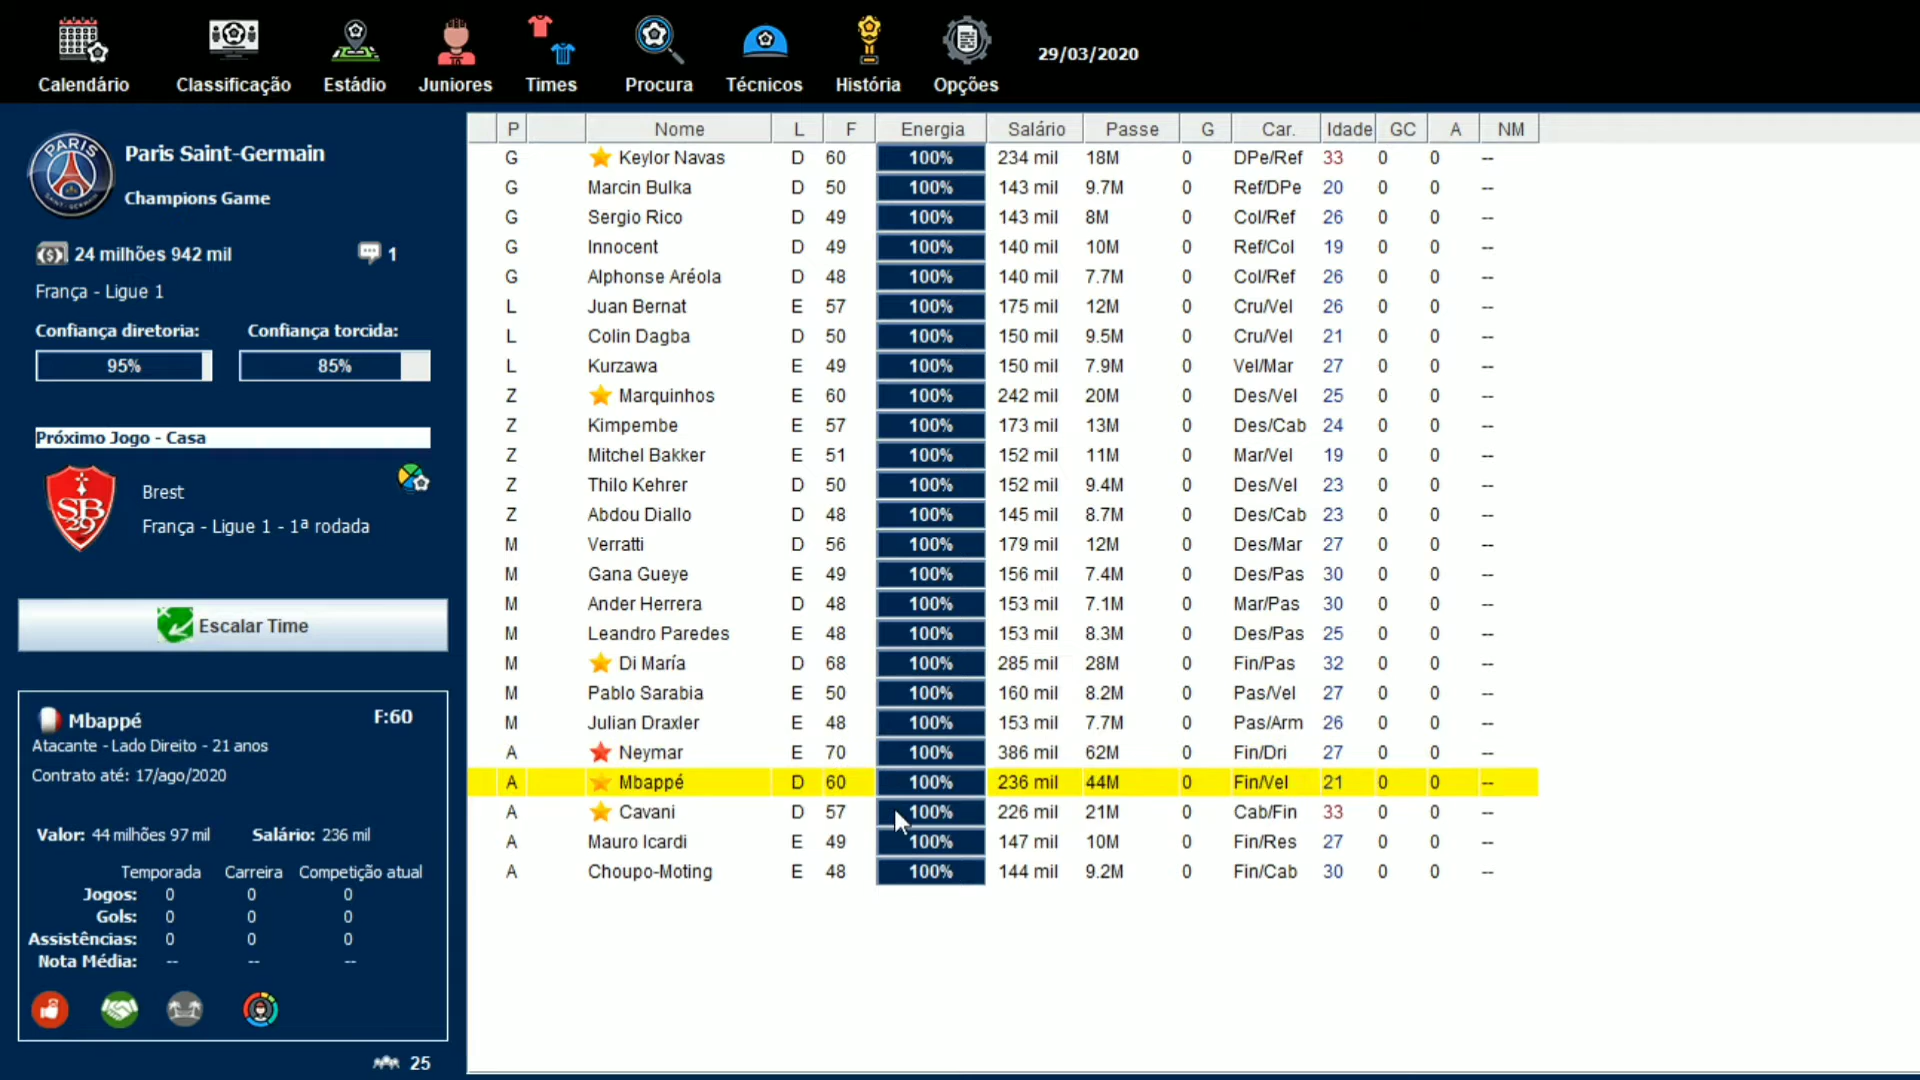 Calendário Classificação Estádio Juniores Times Procura Técnicos História Opções 29/03/2020
PARIS
SAINT-GERMAIN
Paris Saint-Germain
Champions Game
24 milhões 942 mil 1
França - Ligue 1
Confiança diretoria: Confiança torcida:
95% 85%
Próximo Jogo - Casa
SB
29
Brest
França - Ligue 1 - 1ª rodada
Escalar Time
Mbappé F:60
Atacante - Lado Direito - 21 anos
Contrato até: 17/ago/2020
Valor: 44 milhões 97 mil Salário: 236 mil
Temporada Carreira Competição atual
Jogos: 0 0 0
Gols: 0 0 0
Assistências: 0 0 0
Nota Média: -- -- --
25
P Nome L F Energia Salário Passe G Car. Idade GC A NM
G Keylor Navas D 60 100% 234 mil 18M 0 DPe/Ref 33 0 0 --
G Marcin Bulka D 50 100% 143 mil 9.7M 0 Ref/DPe 20 0 0 --
G Sergio Rico D 49 100% 143 mil 8M 0 Col/Ref 26 0 0 --
G Innocent D 49 100% 140 mil 10M 0 Ref/Col 19 0 0 --
G Alphonse Aréola D 48 100% 140 mil 7.7M 0 Col/Ref 26 0 0 --
L Juan Bernat E 57 100% 175 mil 12M 0 Cru/Vel 26 0 0 --
L Colin Dagba D 50 100% 150 mil 9.5M 0 Cru/Vel 21 0 0 --
L Kurzawa E 49 100% 150 mil 7.9M 0 Vel/Mar 27 0 0 --
Z Marquinhos E 60 100% 242 mil 20M 0 Des/Vel 25 0 0 --
Z Kimpembe E 57 100% 173 mil 13M 0 Des/Cab 24 0 0 --
Z Mitchel Bakker E 51 100% 152 mil 11M 0 Mar/Vel 19 0 0 --
Z Thilo Kehrer D 50 100% 152 mil 9.4M 0 Des/Vel 23 0 0 --
Z Abdou Diallo D 48 100% 145 mil 8.7M 0 Des/Cab 23 0 0 --
M Verratti D 56 100% 179 mil 12M 0 Des/Mar 27 0 0 --
M Gana Gueye E 49 100% 156 mil 7.4M 0 Des/Pas 30 0 0 --
M Ander Herrera D 48 100% 153 mil 7.1M 0 Mar/Pas 30 0 0 --
M Leandro Paredes E 48 100% 153 mil 8.3M 0 Des/Pas 25 0 0 --
M Di María D 68 100% 285 mil 28M 0 Fin/Pas 32 0 0 --
M Pablo Sarabia E 50 100% 160 mil 8.2M 0 Pas/Vel 27 0 0 --
M Julian Draxler E 48 100% 153 mil 7.7M 0 Pas/Arm 26 0 0 --
A Neymar E 70 100% 386 mil 62M 0 Fin/Dri 27 0 0 --
A Mbappé D 60 100% 236 mil 44M 0 Fin/Vel 21 0 0 --
A Cavani D 57 100% 226 mil 21M 0 Cab/Fin 33 0 0 --
A Mauro Icardi E 49 100% 147 mil 10M 0 Fin/Res 27 0 0 --
A Choupo-Moting E 48 100% 144 mil 9.2M 0 Fin/Cab 30 0 0 --